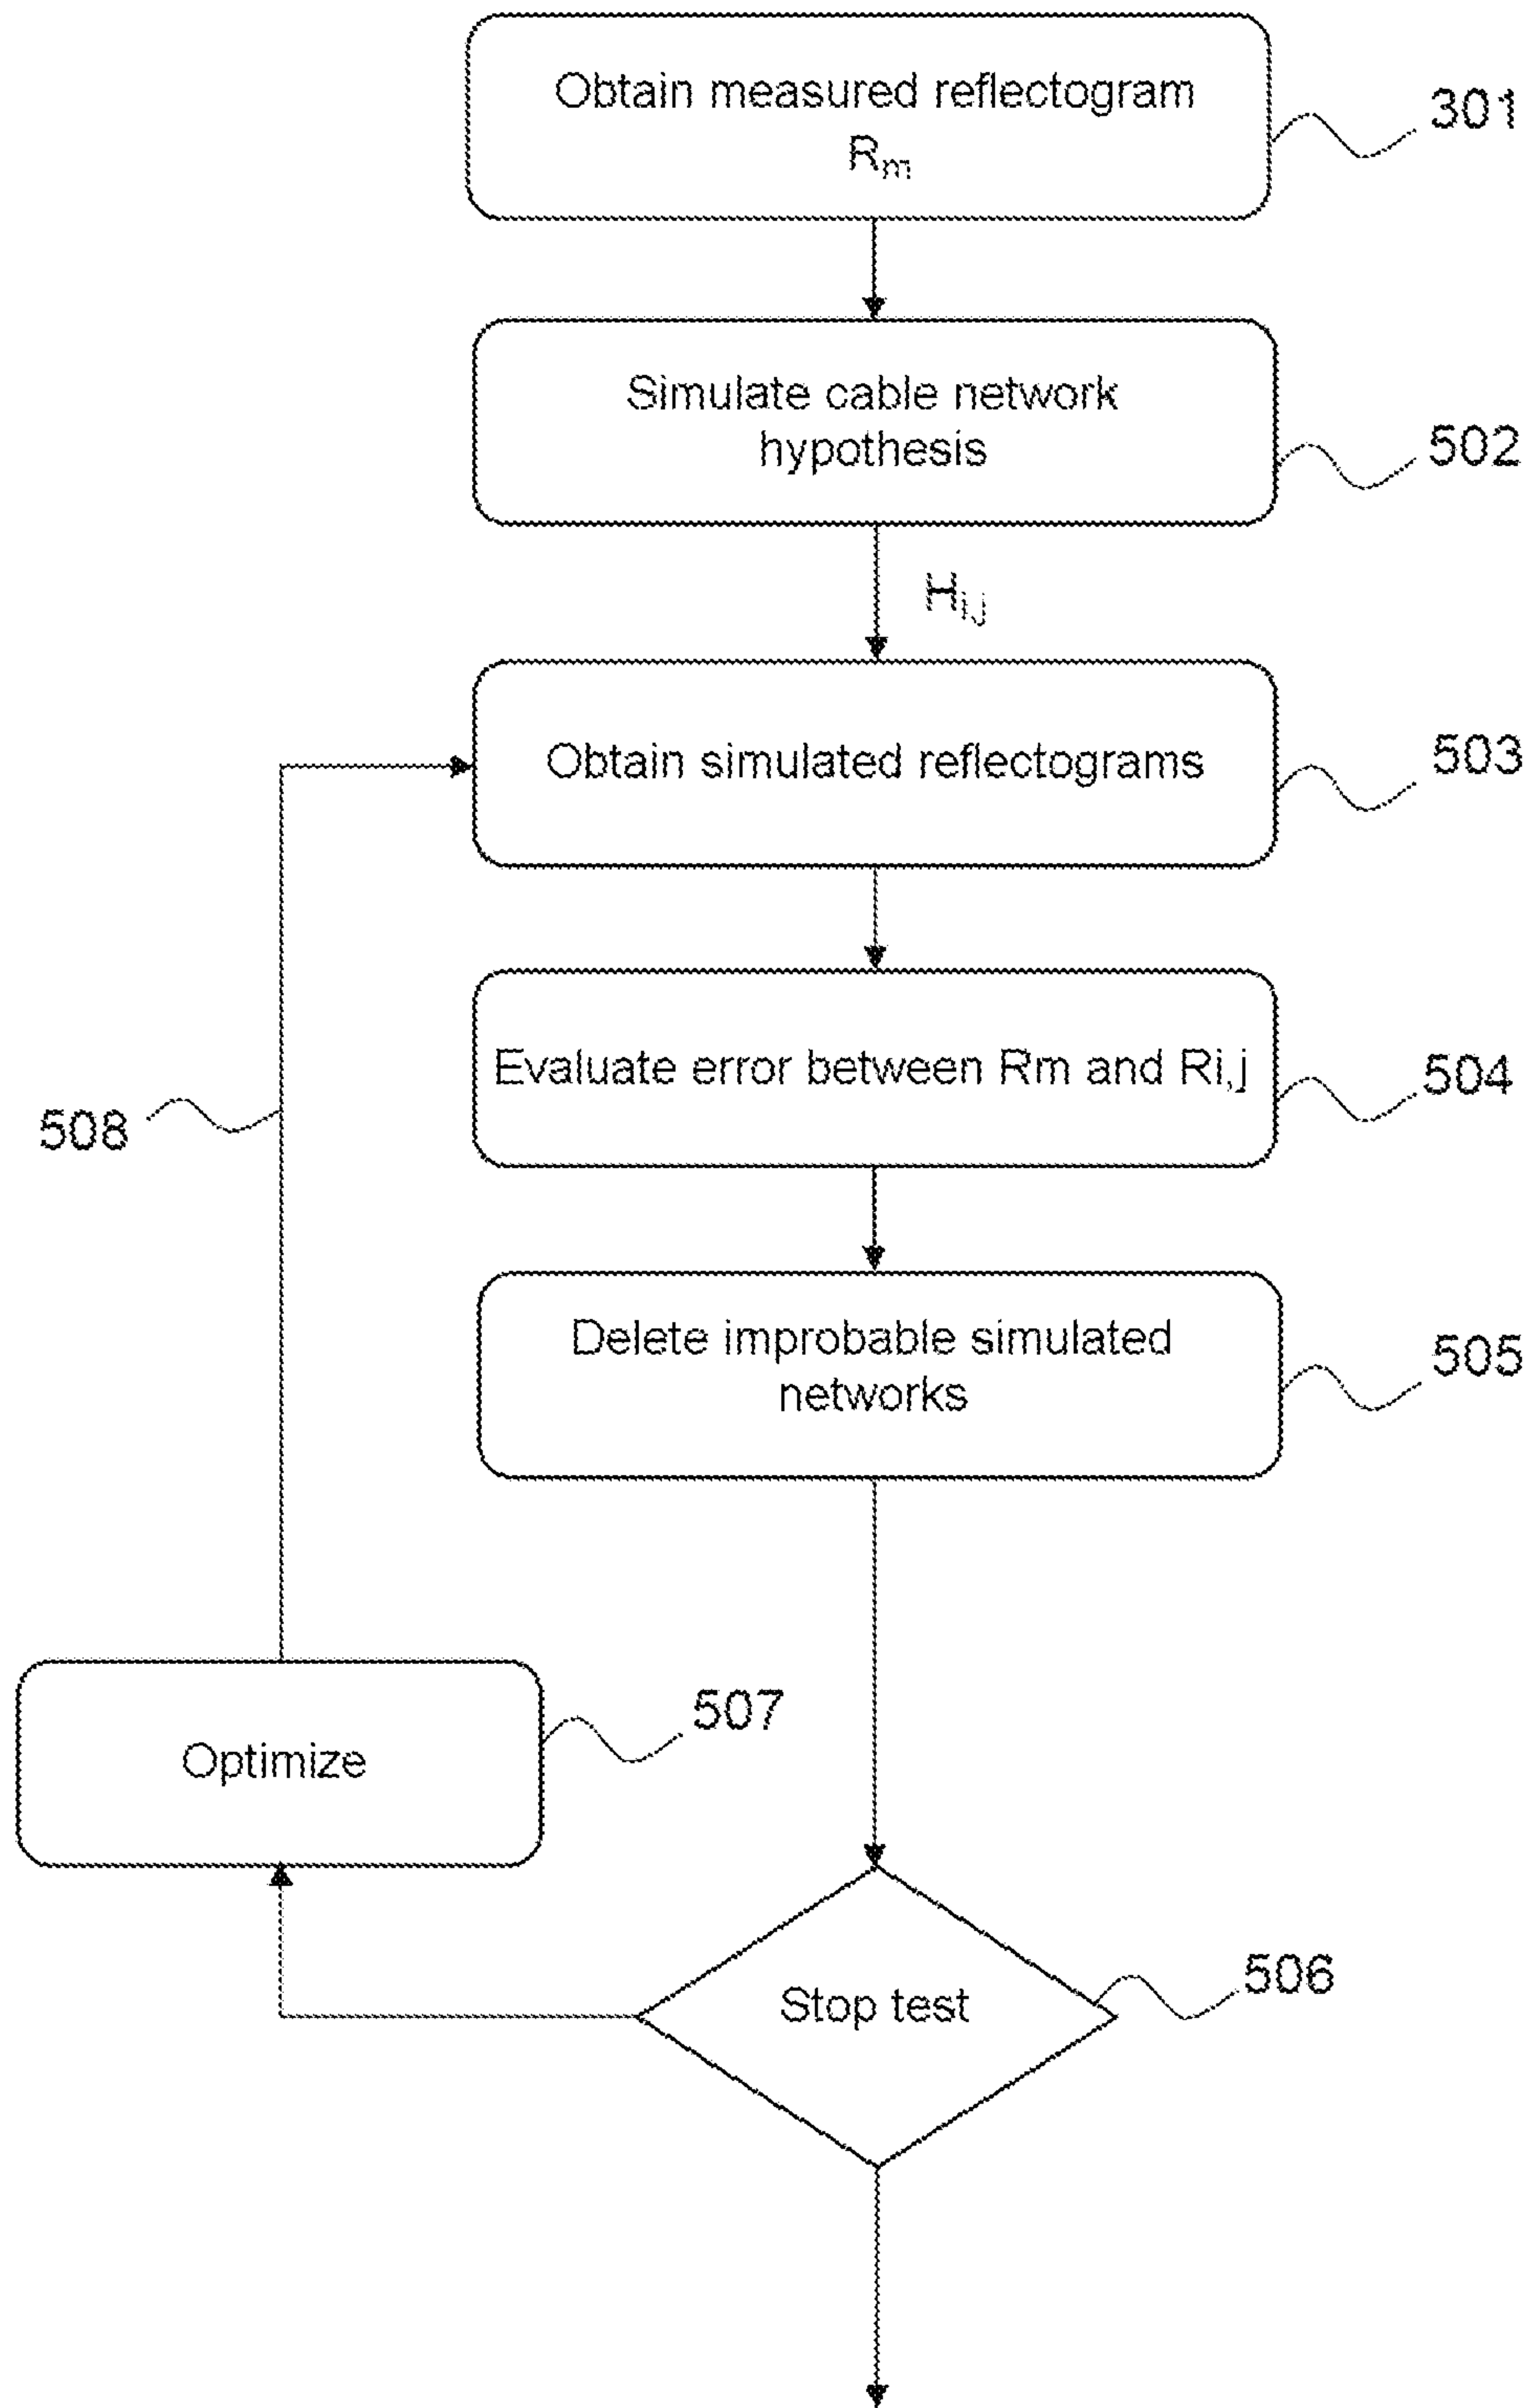 Obtain measured reflectogram
Rm
301
Simulate cable network
hypothesis
502
Hi,j
Obtain simulated reflectograms
503
Evaluate error between Rm and Ri,j
504
508
Delete improbable simulated
networks
505
Optimize
507
Stop test
506